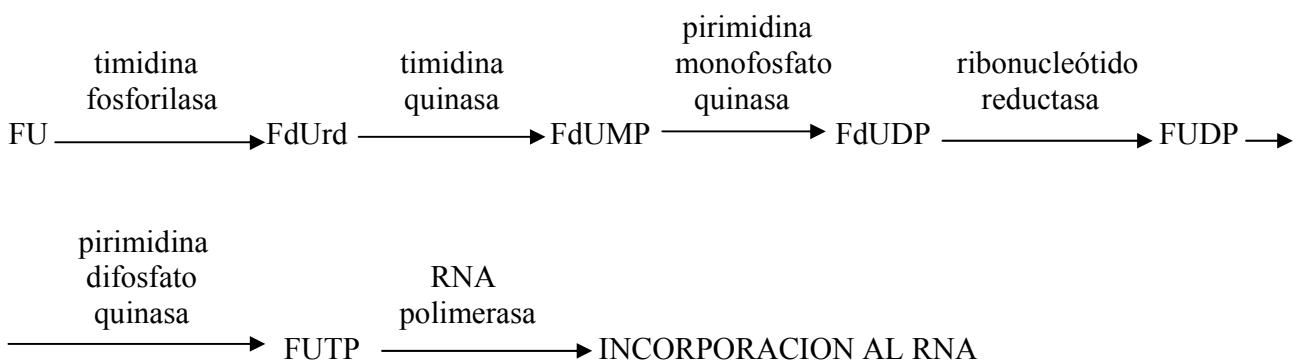 timidina fosforilasa
timidina quinasa
pirimidina monofosfato quinasa
ribonucleótido reductasa
FU FdUrd FdUMP FdUDP FUDP
pirimidina difosfato quinasa
RNA polimerasa
FUTP INCORPORACION AL RNA